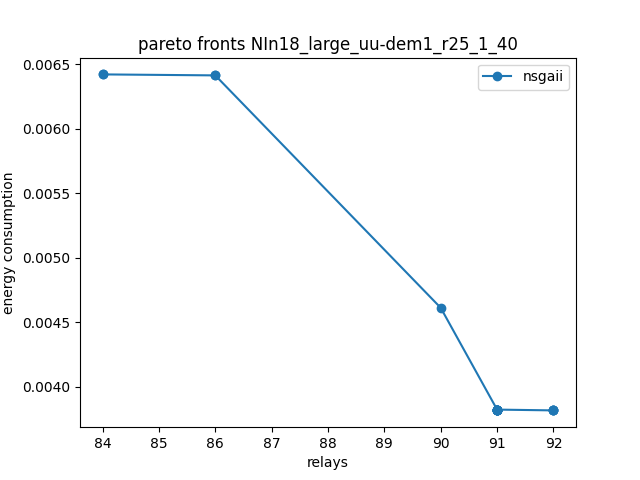 pareto fronts NIn18_large_uu-dem1_r25_1_40
nsgaii
energy consumption
0.0065
0.0060
0.0055
0.0050
0.0045
0.0040
84 85 86 87 88 89 90 91 92
relays